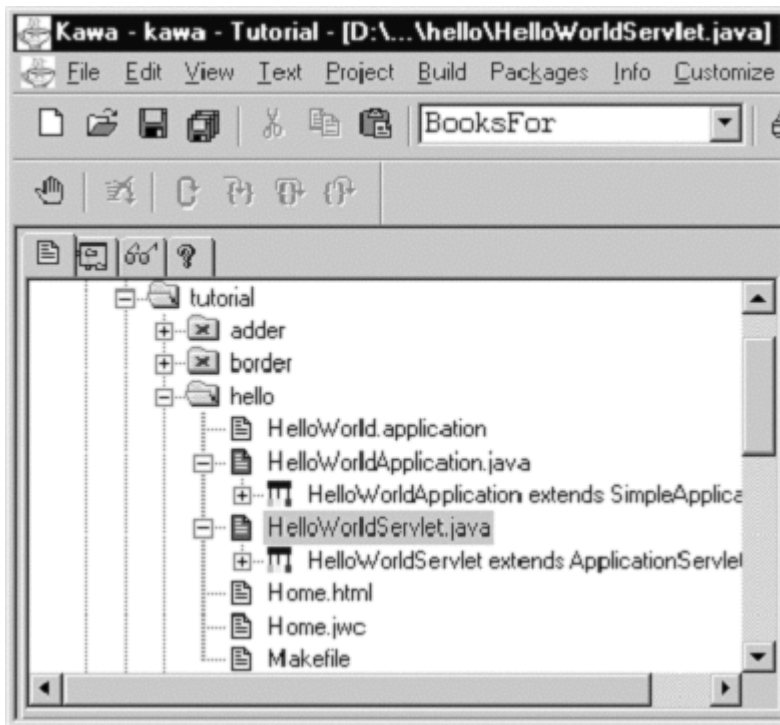 Kawa - kawa - Tutorial - [D:\...\hello\HelloWorldServlet.java]
File Edit View Text Project Build Packages Info Customize
BooksFor
tutorial
adder
border
hello
HelloWorld.application
HelloWorldApplication.java
HelloWorldApplication extends SimpleApplica
HelloWorldServlet.java
HelloWorldServlet extends ApplicationServlet
Home.html
Home.jwc
Makefile